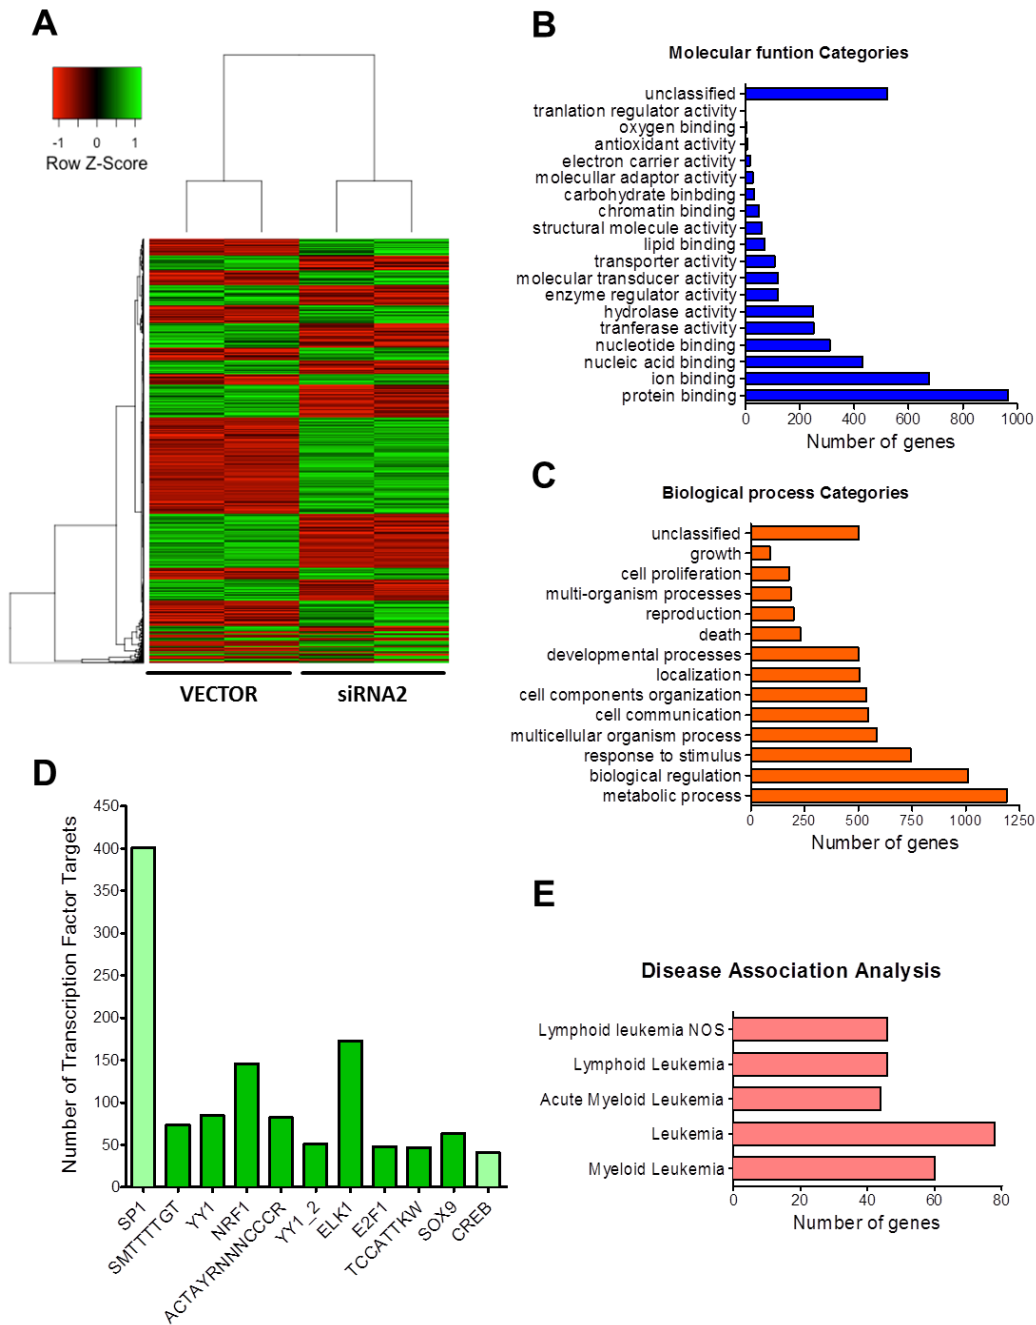 A
-1
0
1
Row Z-Score
VECTOR
siRNA2
B
Molecular funtion Categories
unclassified
tranlation regulator activity
oxygen binding
antioxidant activity
electron carrier activity
molecullar adaptor activity
carbohydrate binbding
chromatin binding
structural molecule activity
lipid binding
transporter activity
molecular transducer activity
enzyme regulator activity
hydrolase activity
tranferase activity
nucleotide binding
nucleic acid binding
ion binding
protein binding
0 200 400 600 800 1000
Number of genes
C
Biological process Categories
unclassified
growth
cell proliferation
multi-organism processes
reproduction
death
developmental processes
localization
cell components organization
cell communication
multicellular organism process
response to stimulus
biological regulation
metabolic process
0 250 500 750 1000 1250
Number of genes
D
Number of Transcription Factor Targets
450
400
350
300
250
200
150
100
50
0
SP1
SMTTTTGT
YY1
NRF1
ACTAYRNNNCCCR
YY1_2
ELK1
E2F1
TCCATTKW
SOX9
CREB
E
Disease Association Analysis
Lymphoid leukemia NOS
Lymphoid Leukemia
Acute Myeloid Leukemia
Leukemia
Myeloid Leukemia
0 20 40 60 80
Number of genes